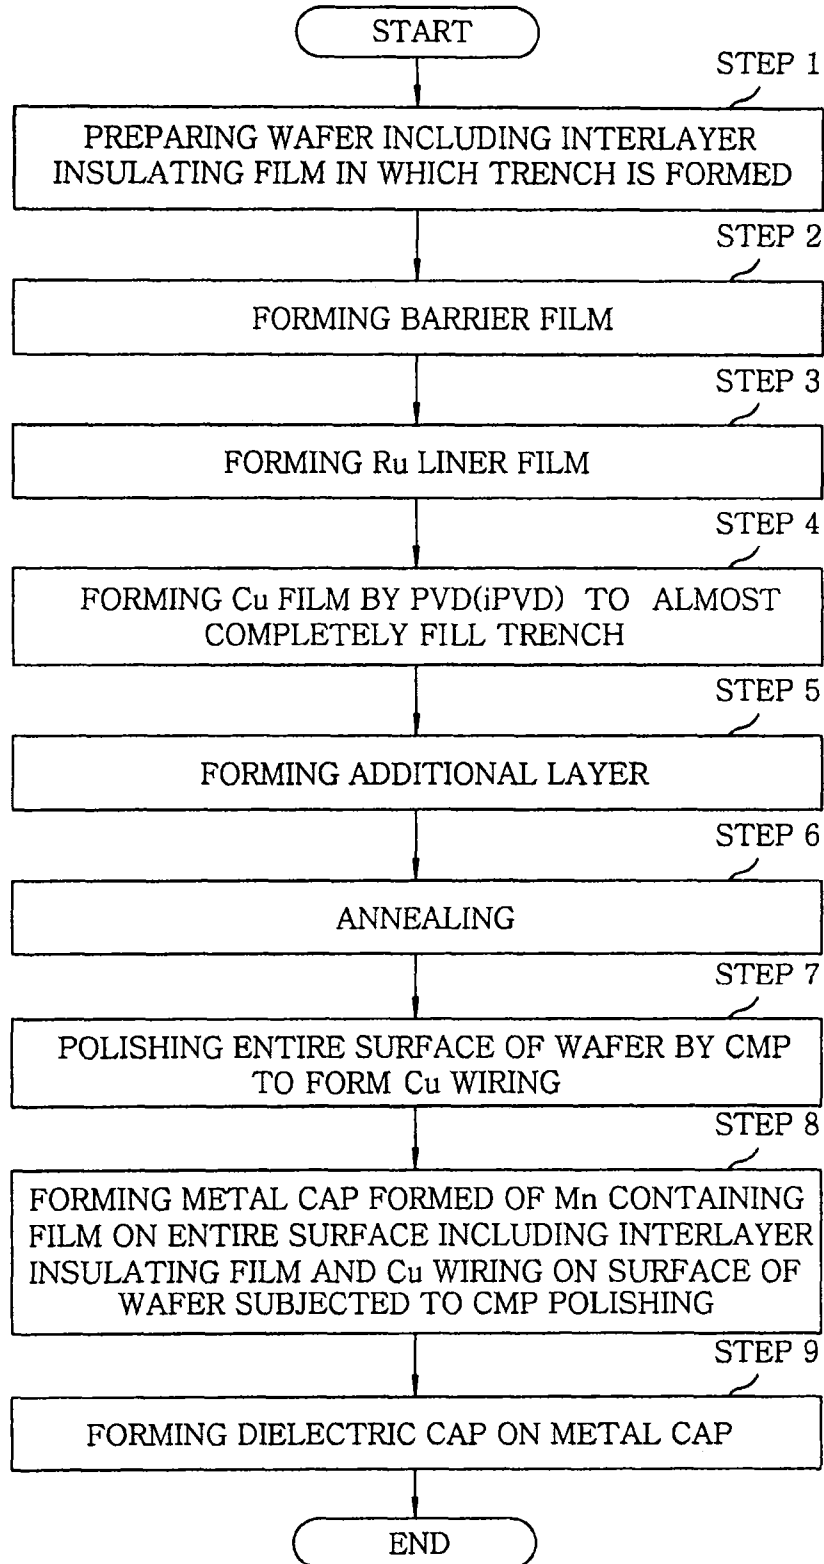 START
STEP 1
PREPARING WAFER INCLUDING INTERLAYER
INSULATING FILM IN WHICH TRENCH IS FORMED
STEP 2
FORMING BARRIER FILM
STEP 3
FORMING Ru LINER FILM
STEP 4
FORMING Cu FILM BY PVD(iPVD) TO ALMOST
COMPLETELY FILL TRENCH
STEP 5
FORMING ADDITIONAL LAYER
STEP 6
ANNEALING
STEP 7
POLISHING ENTIRE SURFACE OF WAFER BY CMP
TO FORM Cu WIRING
STEP 8
FORMING METAL CAP FORMED OF Mn CONTAINING
FILM ON ENTIRE SURFACE INCLUDING INTERLAYER
INSULATING FILM AND Cu WIRING ON SURFACE OF
WAFER SUBJECTED TO CMP POLISHING
STEP 9
FORMING DIELECTRIC CAP ON METAL CAP
END